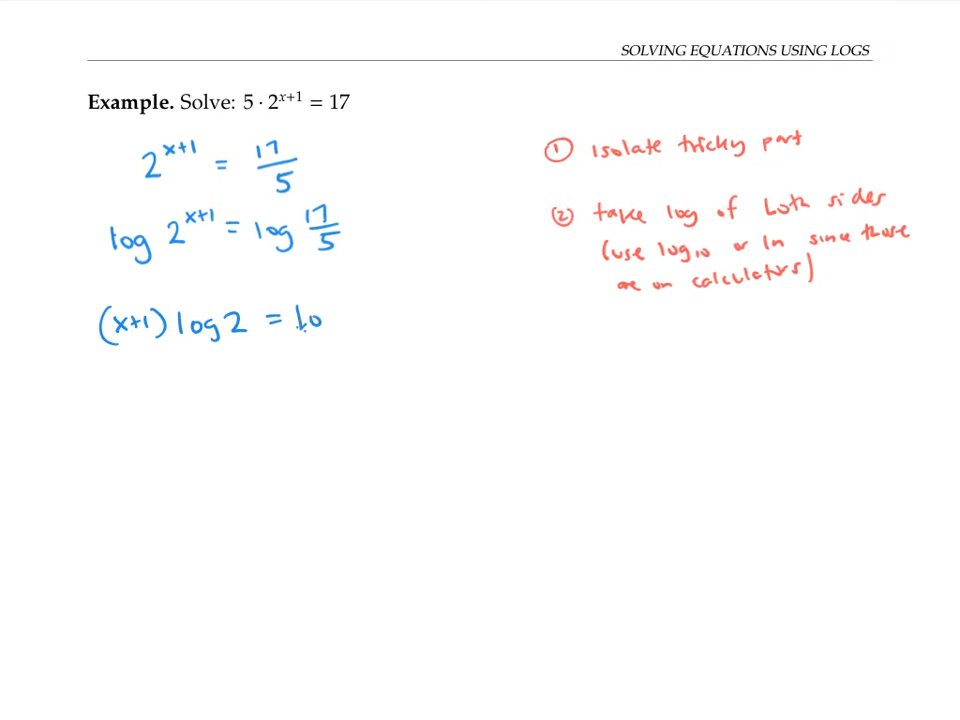 SOLVING EQUATIONS USING LOGS
Example. Solve: 5 · 2^{x+1} = 17
2^{x+1} = 17/5
log 2^{x+1} = log 17/5
(x+1) log 2 = lo
① isolate tricky part
② take log of both sides
(use log₁₀ or ln since those
are on calculators)